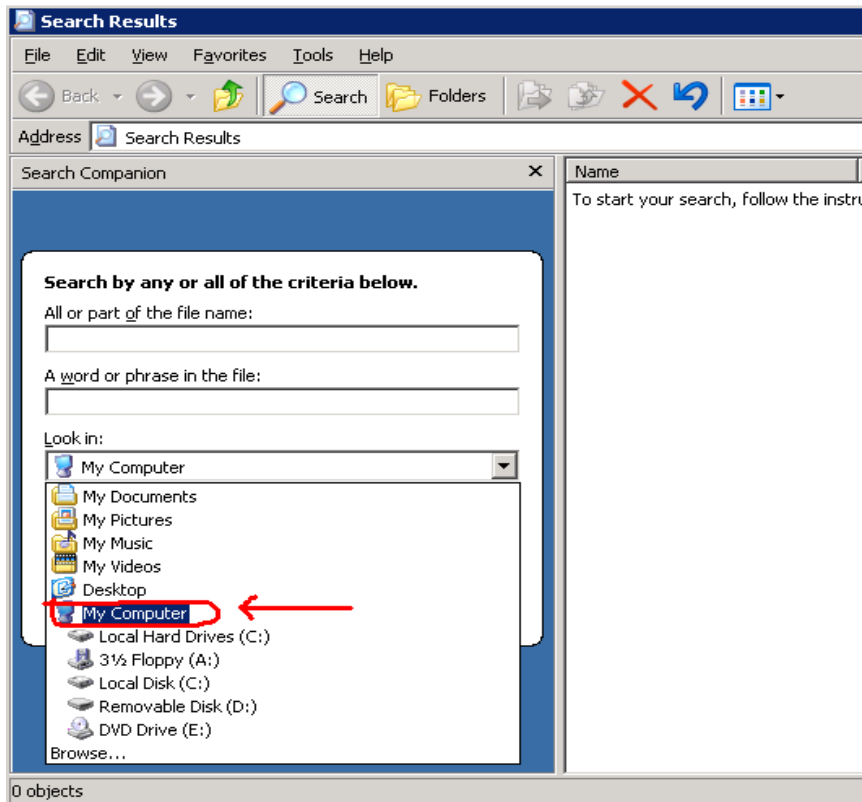 Search Results
File Edit View Favorites Tools Help
Back Search Folders
Address Search Results
Search Companion
Name
To start your search, follow the instru
Search by any or all of the criteria below.
All or part of the file name:
A word or phrase in the file:
Look in:
My Computer
My Documents
My Pictures
My Music
My Videos
Desktop
My Computer
Local Hard Drives (C:)
3½ Floppy (A:)
Local Disk (C:)
Removable Disk (D:)
DVD Drive (E:)
Browse...
0 objects